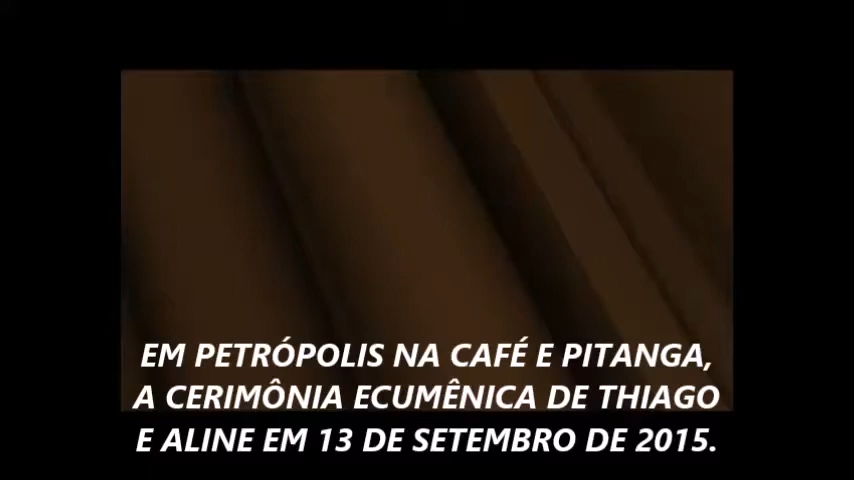 EM PETRÓPOLIS NA CAFÉ E PITANGA,
A CERIMÔNIA ECUMÊNICA DE THIAGO
E ALINE EM 13 DE SETEMBRO DE 2015.